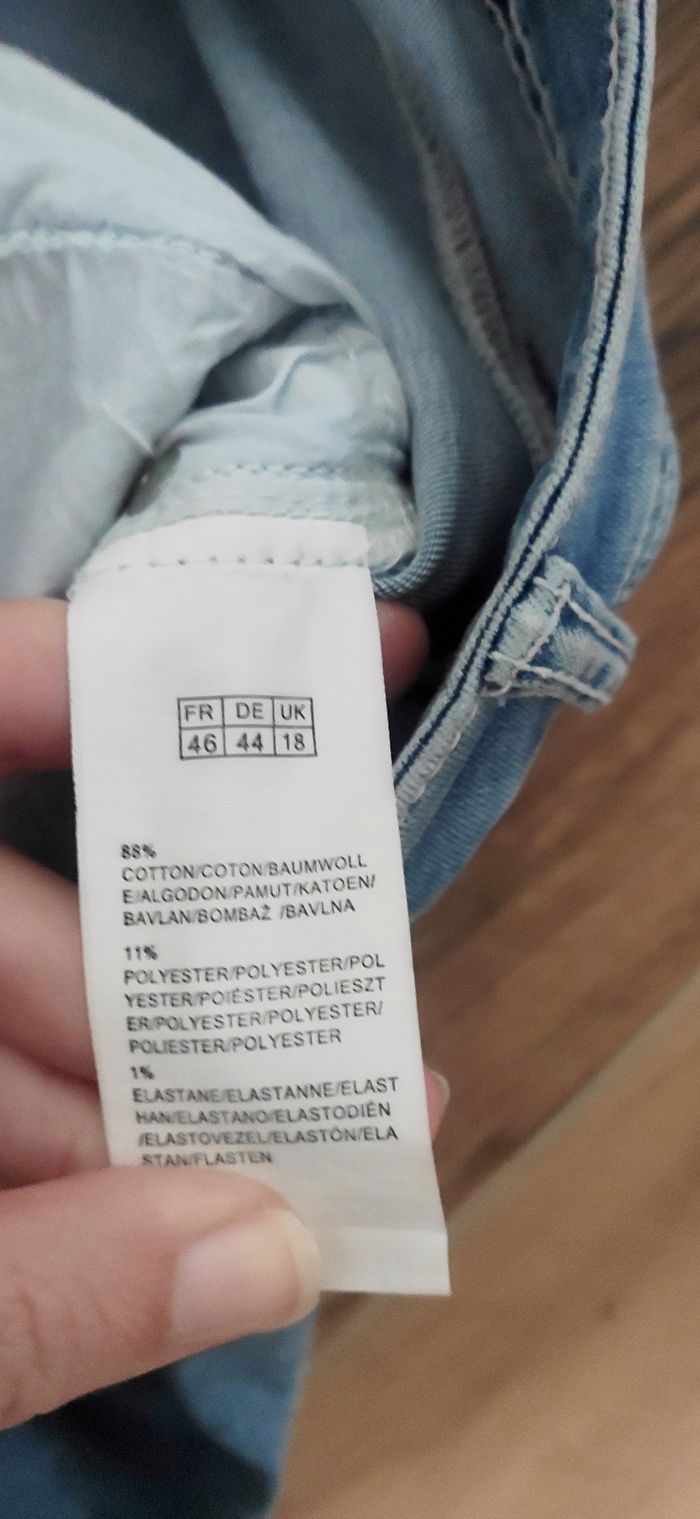 FR DE UK
46 44 18
88%
COTTON/COTON/BAUMWOLL
E/ALGODON/PAMUT/KATOEN/
BAVLAN/BOMBAŽ /BAVLNA
11%
POLYESTER/POLYESTER/POL
YESTER/POIÉSTER/POLIESZT
ER/POLYESTER/POLYESTER/
POLIESTER/POLYESTER
1%
ELASTANE/ELASTANNE/ELAST
HAN/ELASTANO/ELASTODIÉN
/ELASTOVEZEL/ELASTÓN/ELA
STAN/FLASTEN